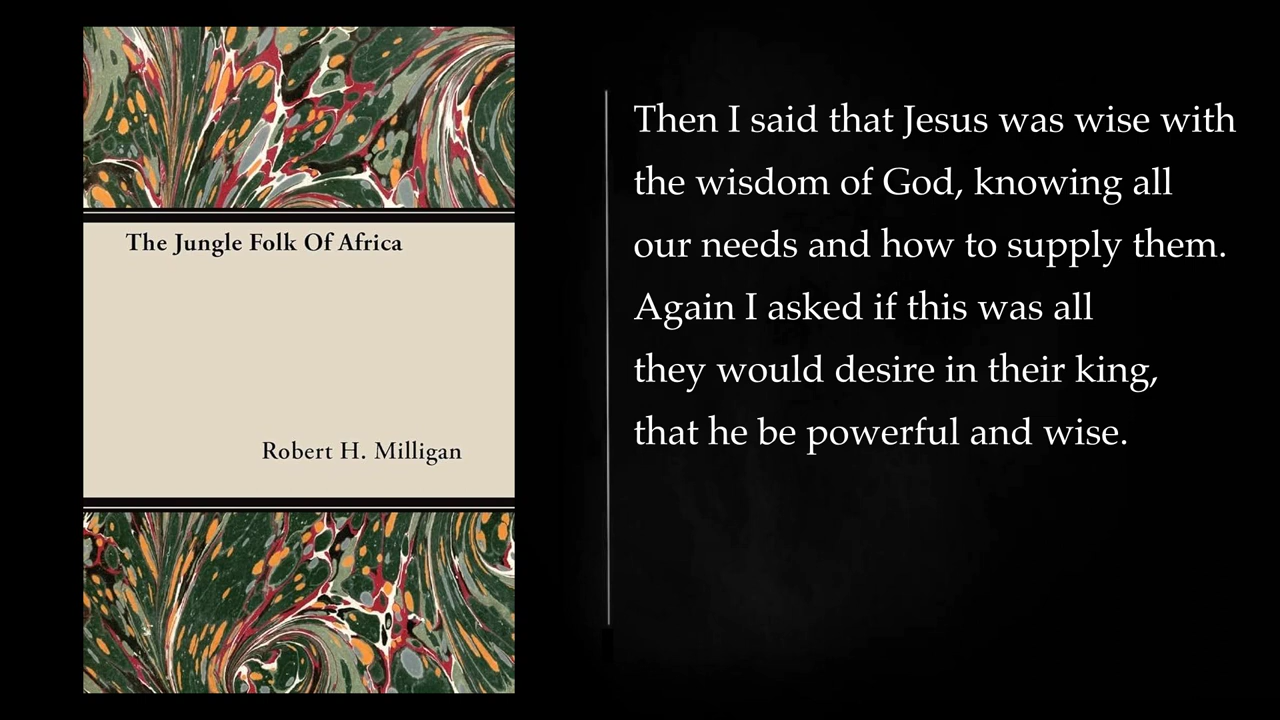 The Jungle Folk Of Africa
Robert H. Milligan
Then I said that Jesus was wise with
the wisdom of God, knowing all
our needs and how to supply them.
Again I asked if this was all
they would desire in their king,
that he be powerful and wise.